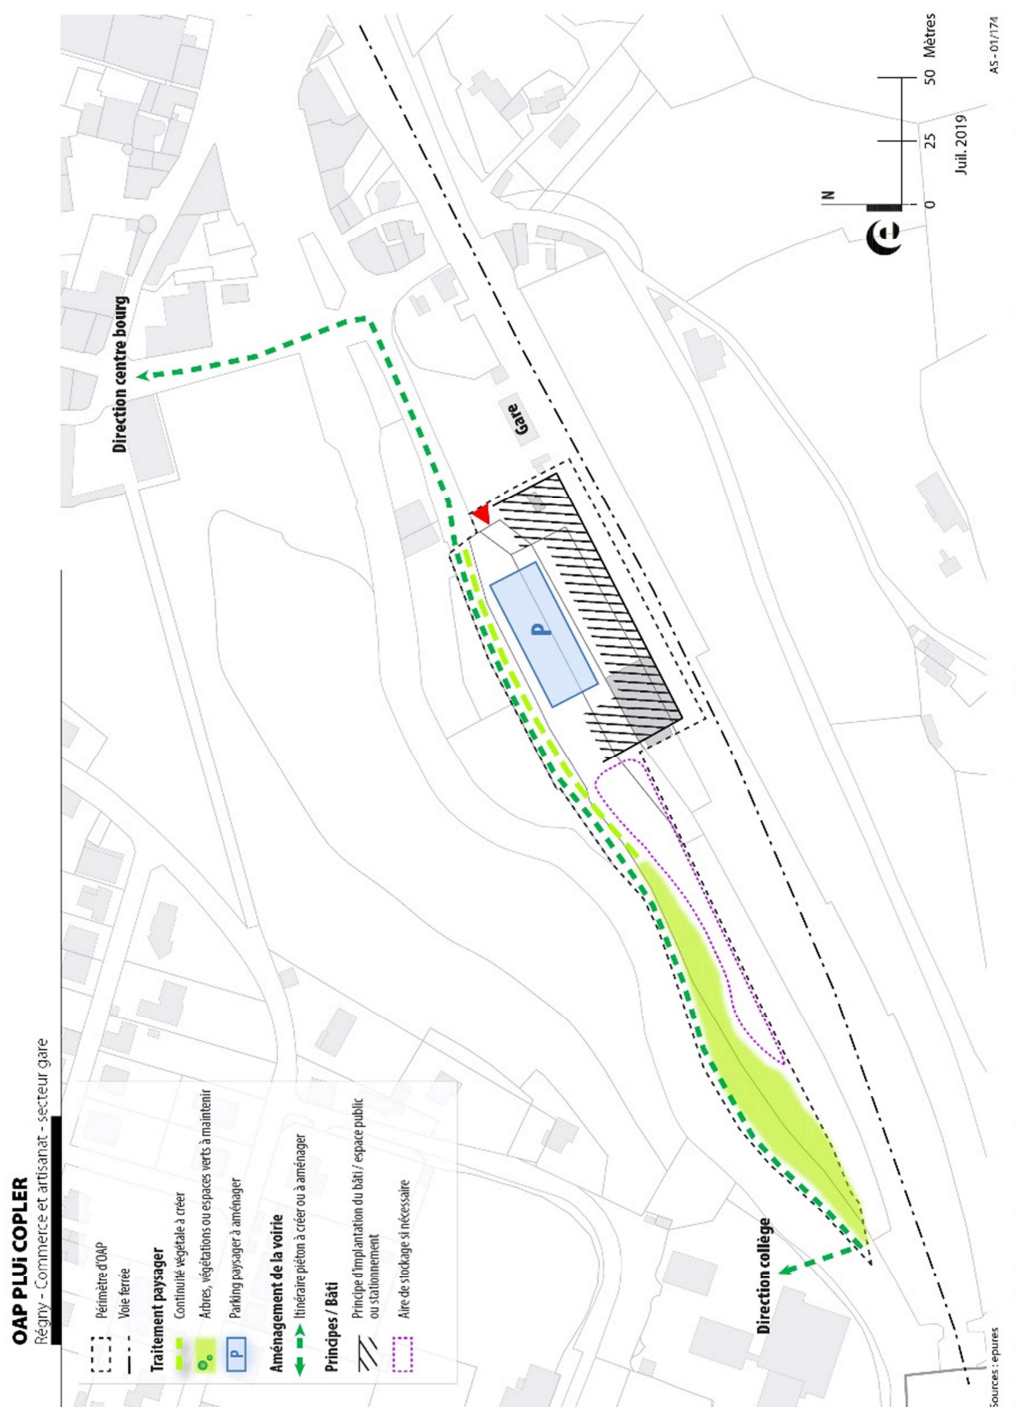 OAP PLUi COPLER
Régny - Commerce et artisanat - secteur gare
Périmètre d'OAP
Voie ferrée
Traitement paysager
Continuité végétale à créer
Arbres, végétations ou espaces verts à maintenir
P
Parking paysager à aménager
Aménagement de la voirie
Itinéraire piéton à créer ou à aménager
Principes / Bâti
Principe d'implantation du bâti / espace public
ou stationnement
Aire de stockage si nécessaire
Direction centre bourg
Gare
P
Direction collège
N
e
0
25
50 Mètres
Juil. 2019
Sources : epures
AS - 01/174